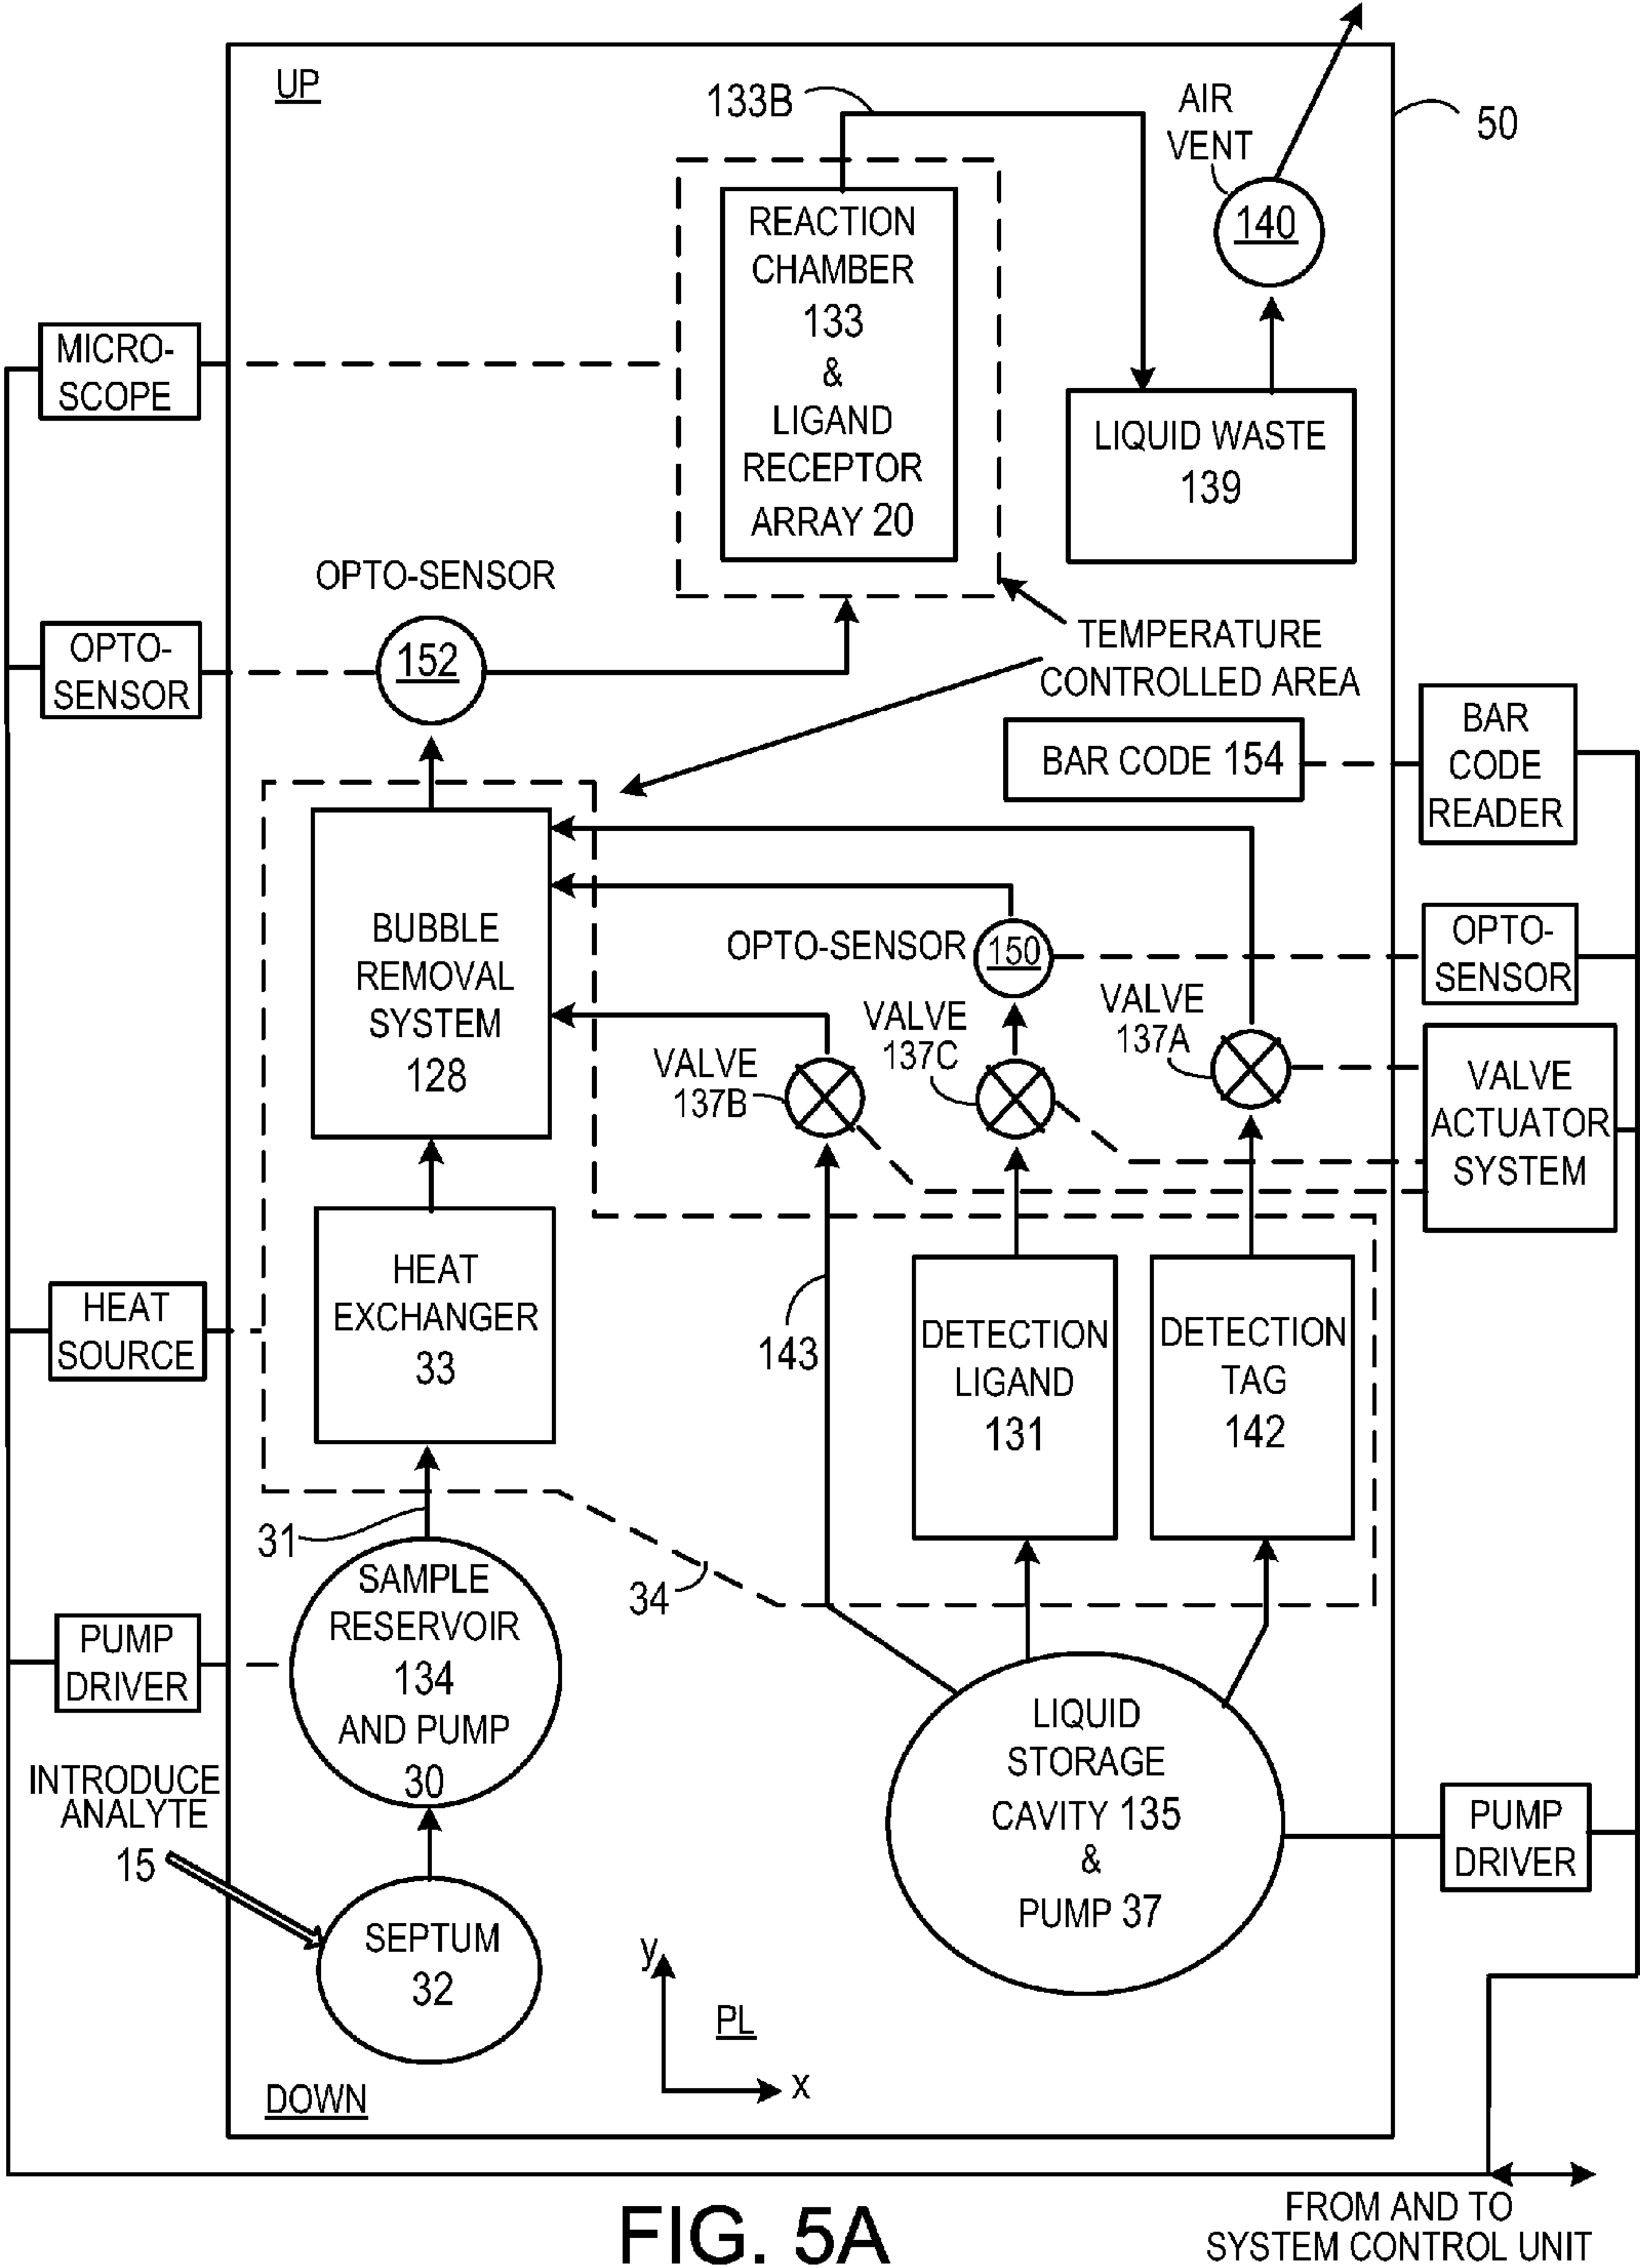 UP
133B
AIR
VENT
50
140
REACTION
CHAMBER
133
&
LIGAND
RECEPTOR
ARRAY 20
MICRO-
SCOPE
LIQUID WASTE
139
OPTO-SENSOR
152
OPTO-
SENSOR
TEMPERATURE
CONTROLLED AREA
BAR CODE 154
BAR
CODE
READER
BUBBLE
REMOVAL
SYSTEM
128
OPTO-SENSOR
150
OPTO-
SENSOR
VALVE
137B
VALVE
137C
VALVE
137A
VALVE
ACTUATOR
SYSTEM
HEAT
EXCHANGER
33
HEAT
SOURCE
143
DETECTION
LIGAND
131
DETECTION
TAG
142
31
34
SAMPLE
RESERVOIR
134
AND PUMP
30
PUMP
DRIVER
INTRODUCE
ANALYTE
15
SEPTUM
32
LIQUID
STORAGE
CAVITY 135
&
PUMP 37
PUMP
DRIVER
y
PL
x
DOWN
FROM AND TO
SYSTEM CONTROL UNIT
FIG. 5A